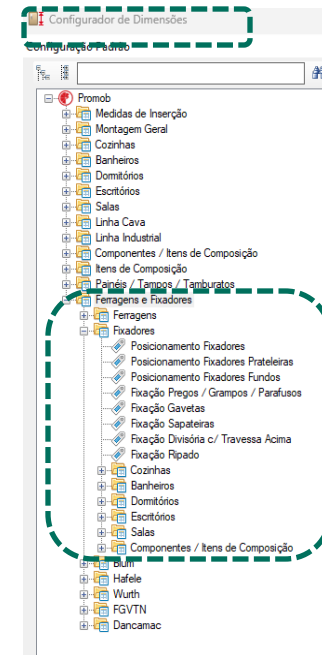 Configurador de Dimensões
Configuração Padrão
Promob
Medidas de Inserção
Montagem Geral
Cozinhas
Banheiros
Dormitórios
Escritórios
Salas
Linha Cava
Linha Industrial
Componentes / Itens de Composição
Itens de Composição
Painéis / Tampos / Tamburatos
Ferragens e Fixadores
Ferragens
Fixadores
Posicionamento Fixadores
Posicionamento Fixadores Prateleiras
Posicionamento Fixadores Fundos
Fixação Pregos / Grampos / Parafusos
Fixação Gavetas
Fixação Sapateiras
Fixação Divisória c/ Travessa Acima
Fixação Ripado
Cozinhas
Banheiros
Dormitórios
Escritórios
Salas
Componentes / Itens de Composição
Blum
Hafele
Wurth
FGVTN
Dancamac